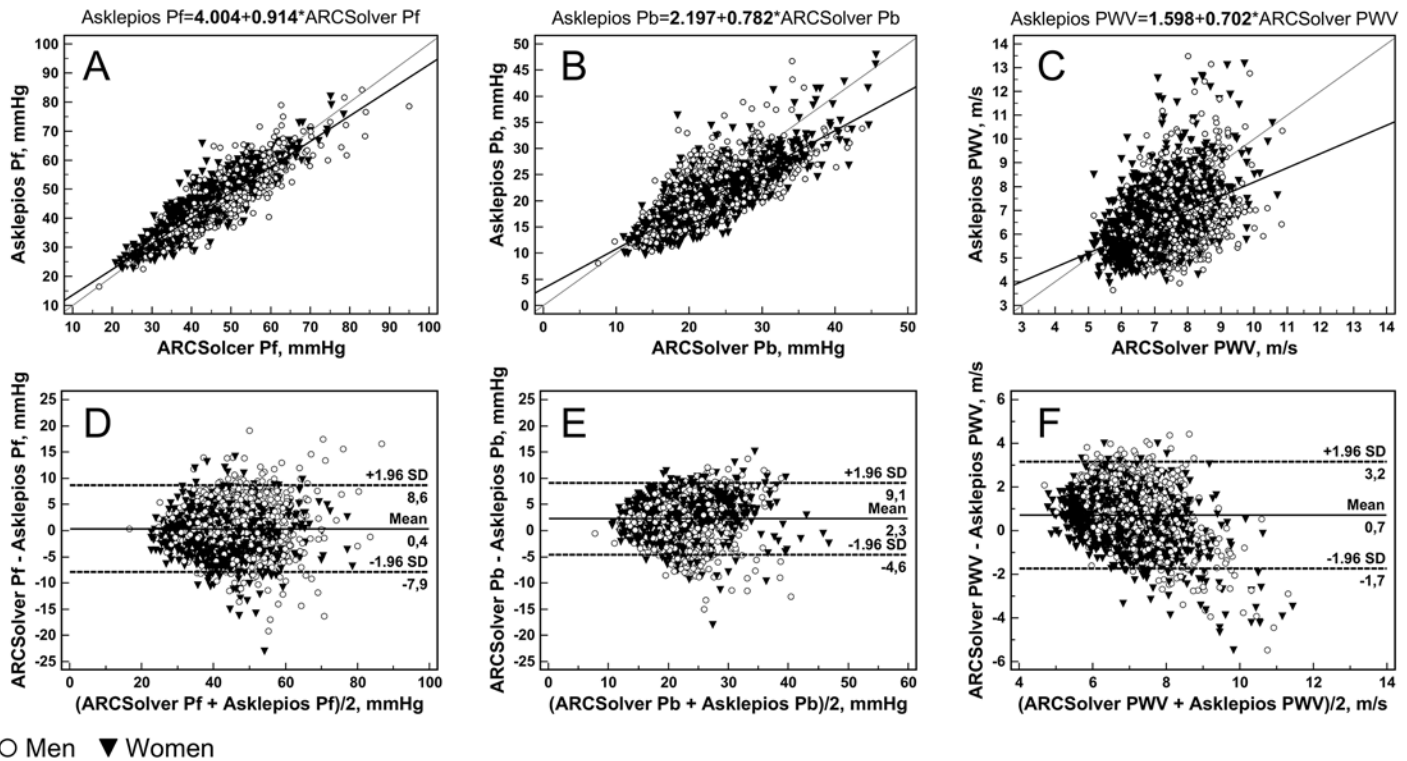 Asklepios Pf=4.004+0.914*ARCSolver Pf
Asklepios Pb=2.197+0.782*ARCSolver Pb
Asklepios PWV=1.598+0.702*ARCSolver PWV
A
Asklepios Pf, mmHg
100
90
80
70
60
50
40
30
20
10
10 20 30 40 50 60 70 80 90 100
ARCSolcer Pf, mmHg
B
Asklepios Pb, mmHg
50
45
40
35
30
25
20
15
10
5
0
0 10 20 30 40 50
ARCSolver Pb, mmHg
C
Asklepios PWV, m/s
14
13
12
11
10
9
8
7
6
5
4
3
3 4 5 6 7 8 9 10 11 12 13 14
ARCSolver PWV, m/s
D
ARCSolver Pf - Asklepios Pf, mmHg
25
20
15
10
5
0
-5
-10
-15
-20
-25
+1.96 SD
8,6
Mean
0,4
-1.96 SD
-7,9
0 20 40 60 80 100
(ARCSolver Pf + Asklepios Pf)/2, mmHg
E
ARCSolver Pb - Asklepios Pb, mmHg
25
20
15
10
5
0
-5
-10
-15
-20
-25
+1.96 SD
9,1
Mean
2,3
-1.96 SD
-4,6
0 10 20 30 40 50 60
(ARCSolver Pb + Asklepios Pb)/2, mmHg
F
ARCSolver PWV - Asklepios PWV, m/s
6
4
2
0
-2
-4
-6
+1.96 SD
3,2
Mean
0,7
-1.96 SD
-1,7
4 6 8 10 12 14
(ARCSolver PWV + Asklepios PWV)/2, m/s
Men Women